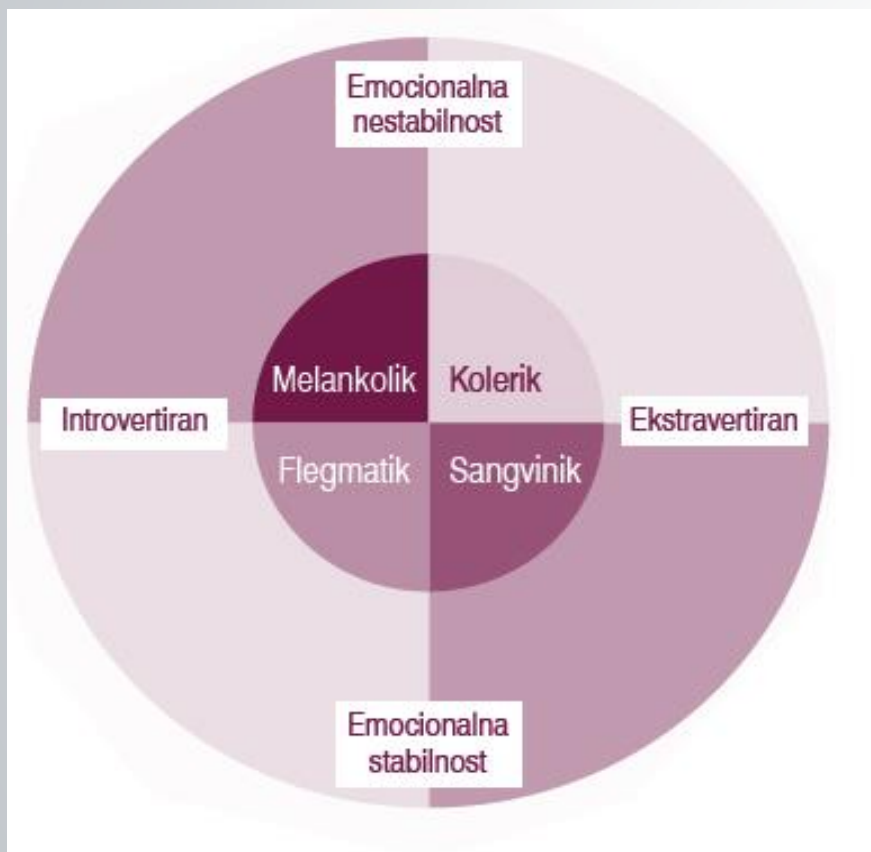 Emocionalna
nestabilnost
Melankolik
Kolerik
Introvertiran
Ekstravertiran
Flegmatik
Sangvinik
Emocionalna
stabilnost